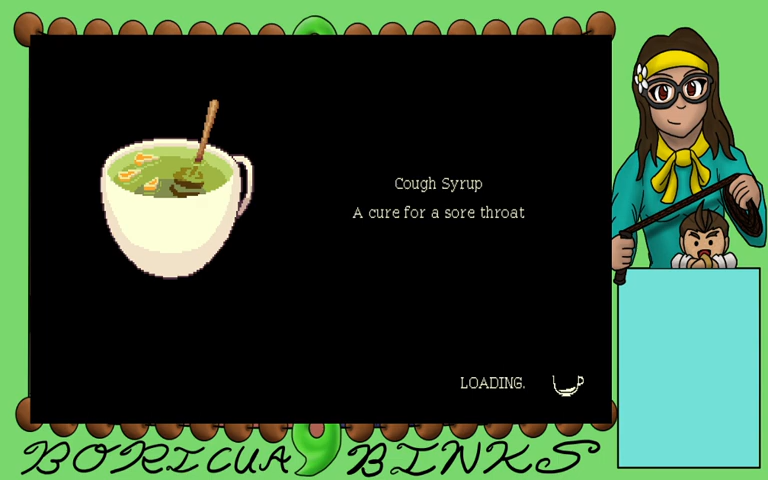 Cough Syrup
A cure for a sore throat
LOADING.
BORICUA BINKS